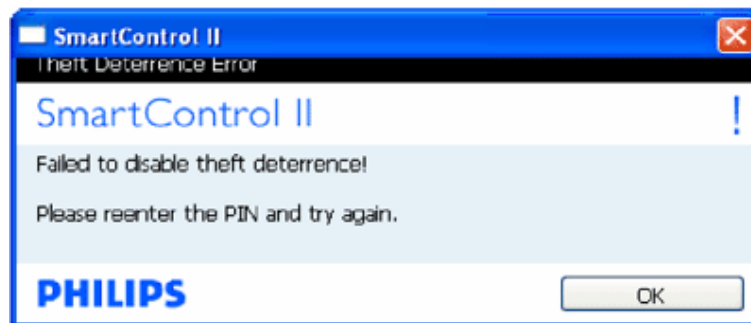 SmartControl II
Theft Deterrence Error
SmartControl II
!
Failed to disable theft deterrence!
Please reenter the PIN and try again.
PHILIPS
OK